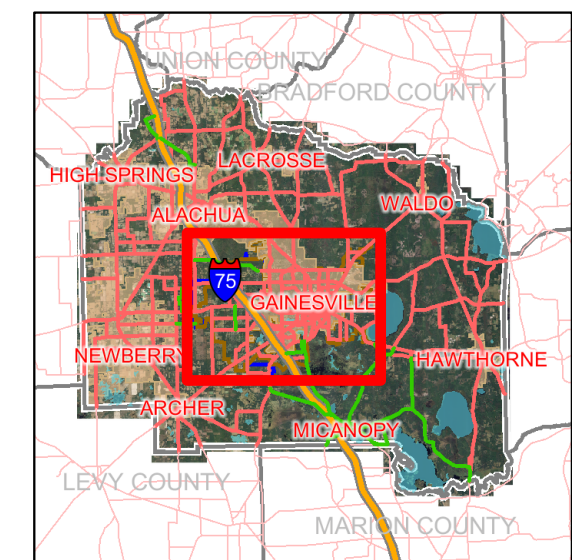 UNION COUNTY
BRADFORD COUNTY
LACROSSE
HIGH SPRINGS
WALDO
ALACHUA
75
GAINESVILLE
NEWBERRY
HAWTHORNE
ARCHER
MICANOPY
LEVY COUNTY
MARION COUNTY